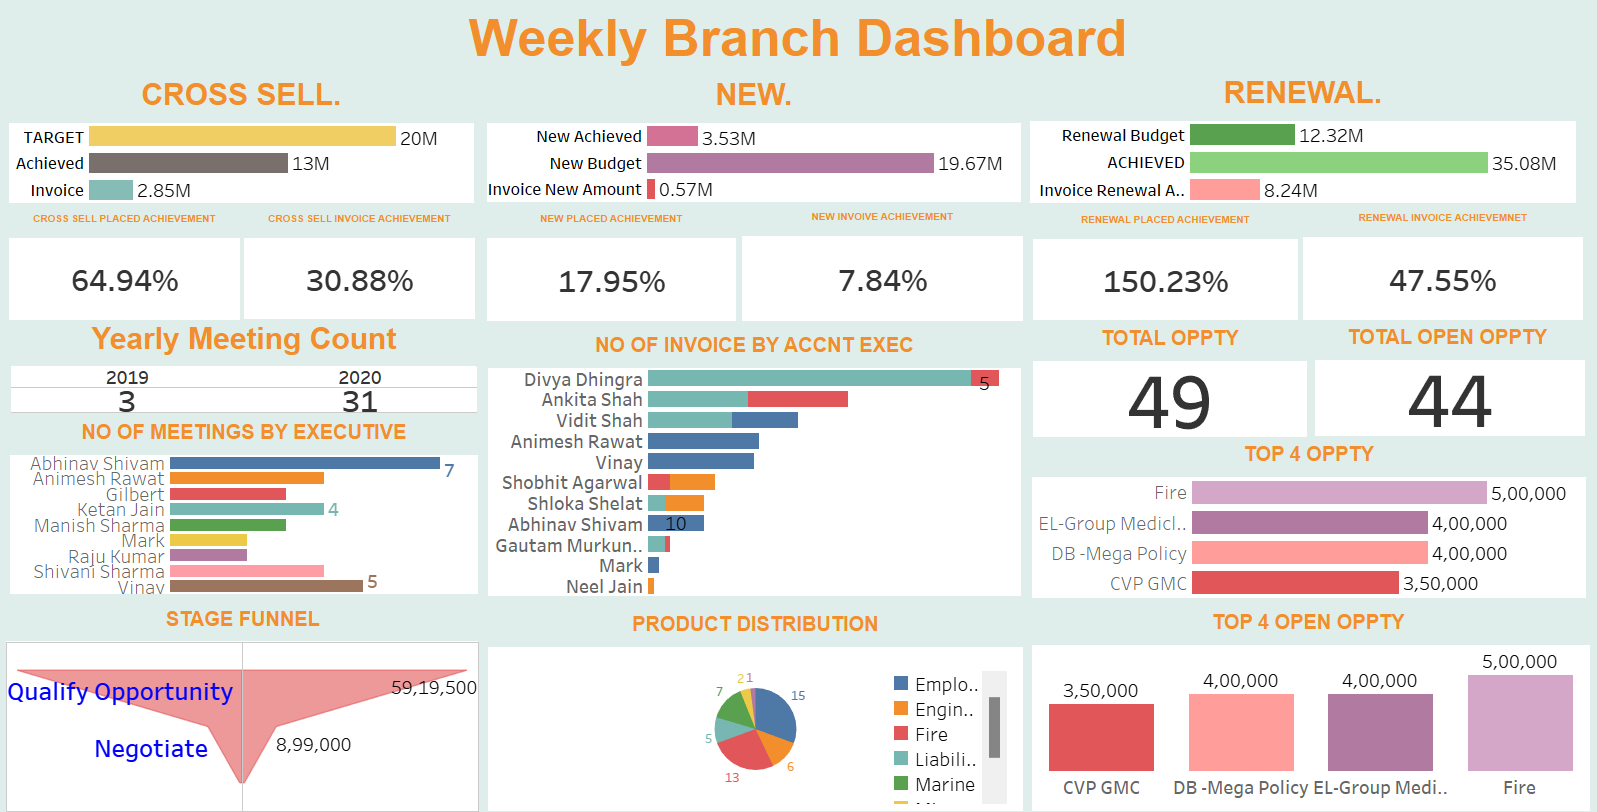 Weekly Branch Dashboard
CROSS SELL.
TARGET 20M
Achieved 13M
Invoice 2.85M
CROSS SELL PLACED ACHIEVEMENT
64.94%
CROSS SELL INVOICE ACHIEVEMENT
30.88%
NEW.
New Achieved 3.53M
New Budget 19.67M
Invoice New Amount 0.57M
NEW PLACED ACHIEVEMENT
17.95%
NEW INVOIVE ACHIEVEMENT
7.84%
RENEWAL.
Renewal Budget 12.32M
ACHIEVED 35.08M
Invoice Renewal A.. 8.24M
RENEWAL PLACED ACHIEVEMENT
150.23%
RENEWAL INVOICE ACHIEVEMNET
47.55%
Yearly Meeting Count
2019 2020
3 31
NO OF MEETINGS BY EXECUTIVE
Abhinav Shivam 7
Animesh Rawat
Gilbert
Ketan Jain 4
Manish Sharma
Mark
Raju Kumar
Shivani Sharma
Vinay 5
NO OF INVOICE BY ACCNT EXEC
Divya Dhingra 5
Ankita Shah
Vidit Shah
Animesh Rawat
Vinay
Shobhit Agarwal
Shloka Shelat
Abhinav Shivam 10
Gautam Murkun..
Mark
Neel Jain
TOTAL OPPTY
49
TOTAL OPEN OPPTY
44
TOP 4 OPPTY
Fire 5,00,000
EL-Group Medicl.. 4,00,000
DB -Mega Policy 4,00,000
CVP GMC 3,50,000
STAGE FUNNEL
Qualify Opportunity 59,19,500
Negotiate 8,99,000
PRODUCT DISTRIBUTION
2 1
7 15
5 6
13
Emplo..
Engin..
Fire
Liabili..
Marine
TOP 4 OPEN OPPTY
3,50,000 4,00,000 4,00,000 5,00,000
CVP GMC DB -Mega Policy EL-Group Medi.. Fire